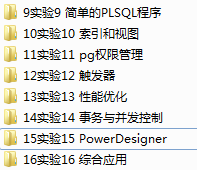 9实验9 简单的PLSQL程序
10实验10 索引和视图
11实验11 pg权限管理
12实验12 触发器
13实验13 性能优化
14实验14 事务与并发控制
15实验15 PowerDesigner
16实验16 综合应用